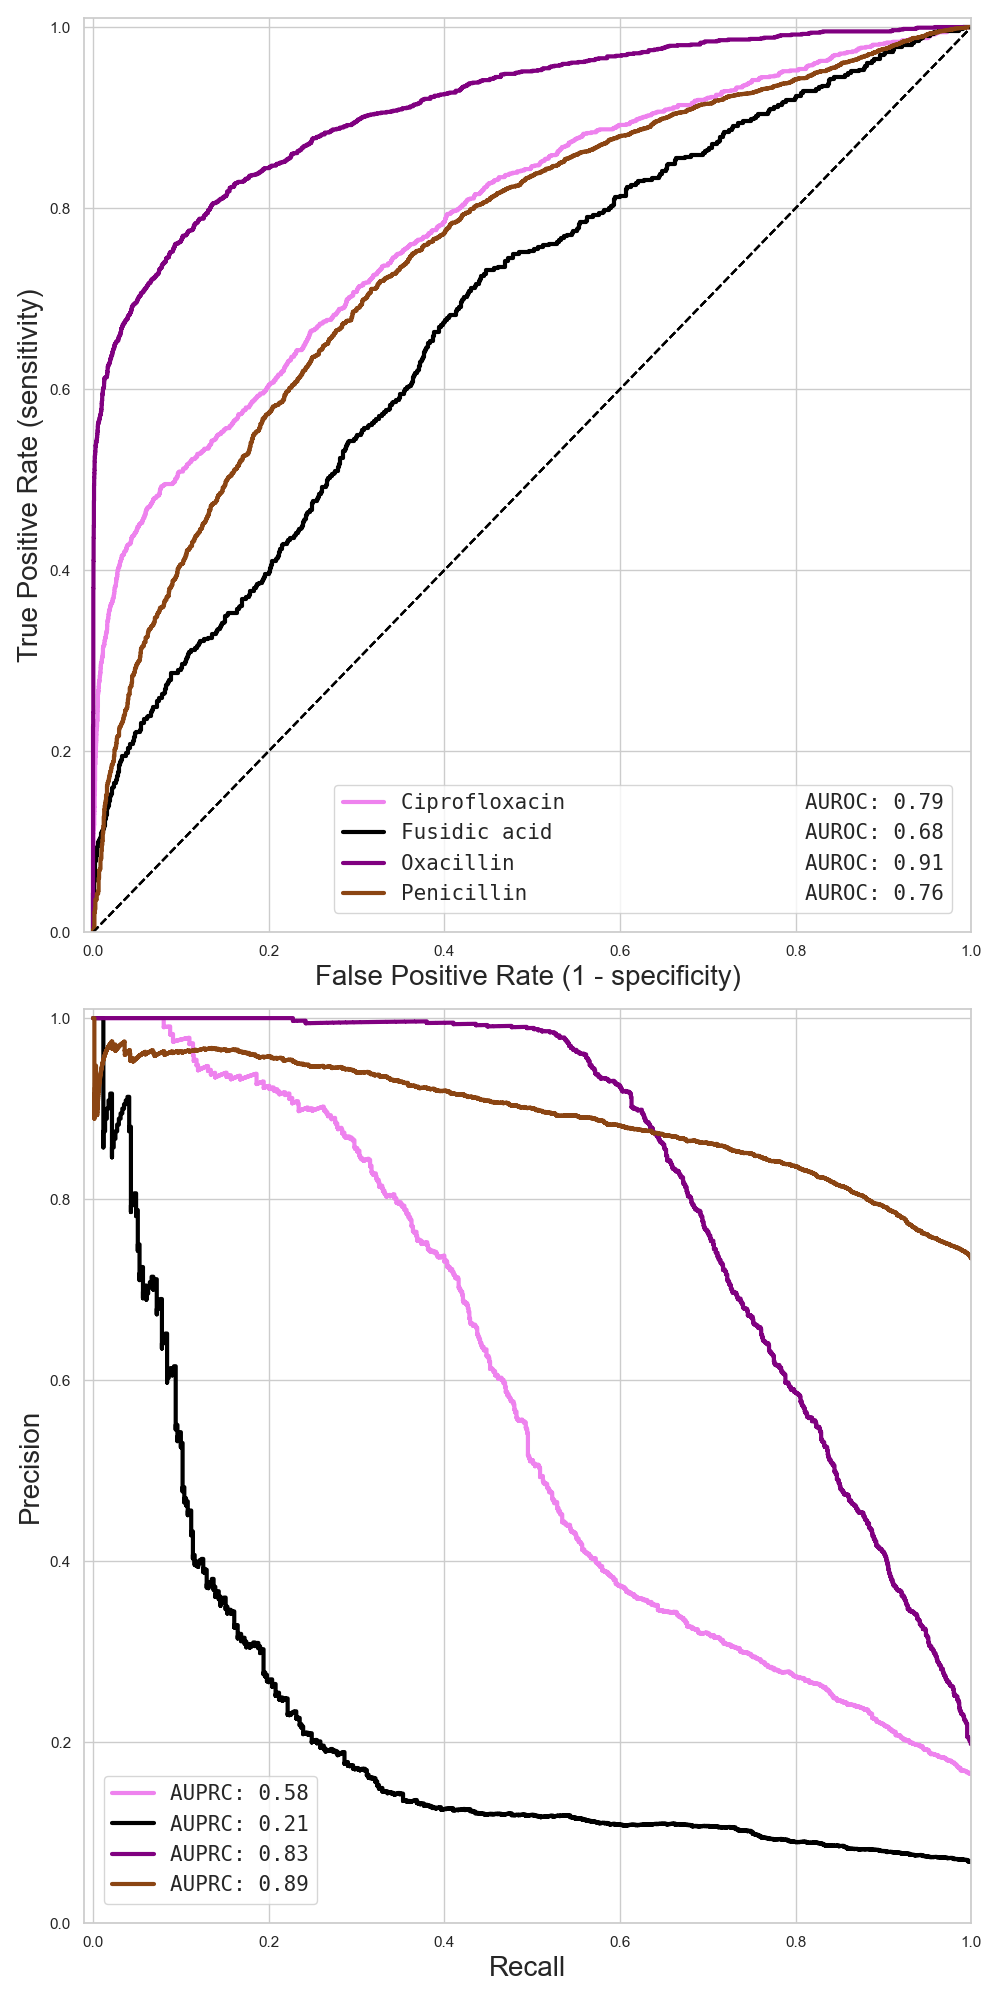 1.0
0.8
0.6
0.4
0.2
0.0
True Positive Rate (sensitivity)
Ciprofloxacin AUROC: 0.79
Fusidic acid AUROC: 0.68
Oxacillin AUROC: 0.91
Penicillin AUROC: 0.76
0.0 0.2 0.4 0.6 0.8 1.0
False Positive Rate (1 - specificity)
1.0
0.8
0.6
0.4
0.2
0.0
Precision
AUPRC: 0.58
AUPRC: 0.21
AUPRC: 0.83
AUPRC: 0.89
0.0 0.2 0.4 0.6 0.8 1.0
Recall